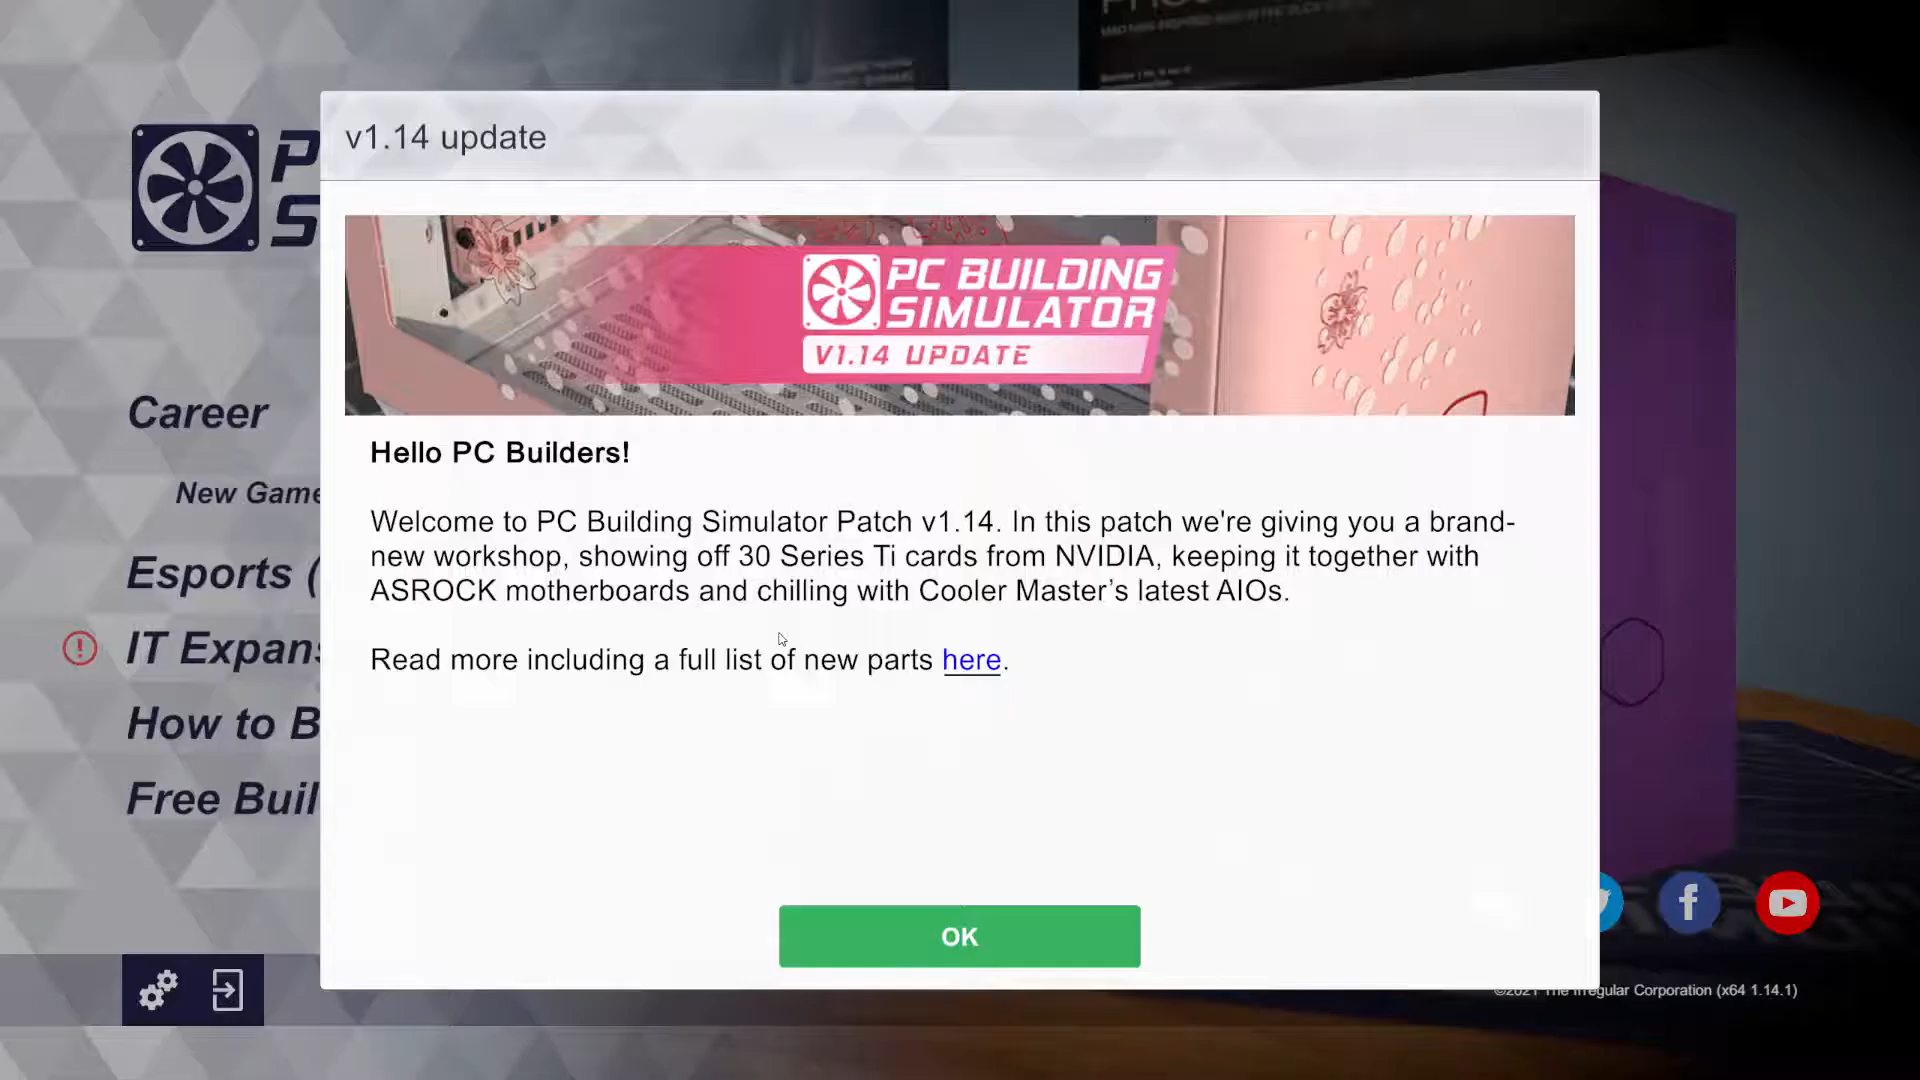 v1.14 update
PC BUILDING
SIMULATOR
V1.14 UPDATE
Hello PC Builders!
Welcome to PC Building Simulator Patch v1.14. In this patch we're giving you a brand-
new workshop, showing off 30 Series Ti cards from NVIDIA, keeping it together with
ASROCK motherboards and chilling with Cooler Master’s latest AIOs.
Read more including a full list of new parts here.
OK
P
S
Career
New Game
Esports (
IT Expans
How to B
Free Buil
©2021 The Irregular Corporation (x64 1.14.1)